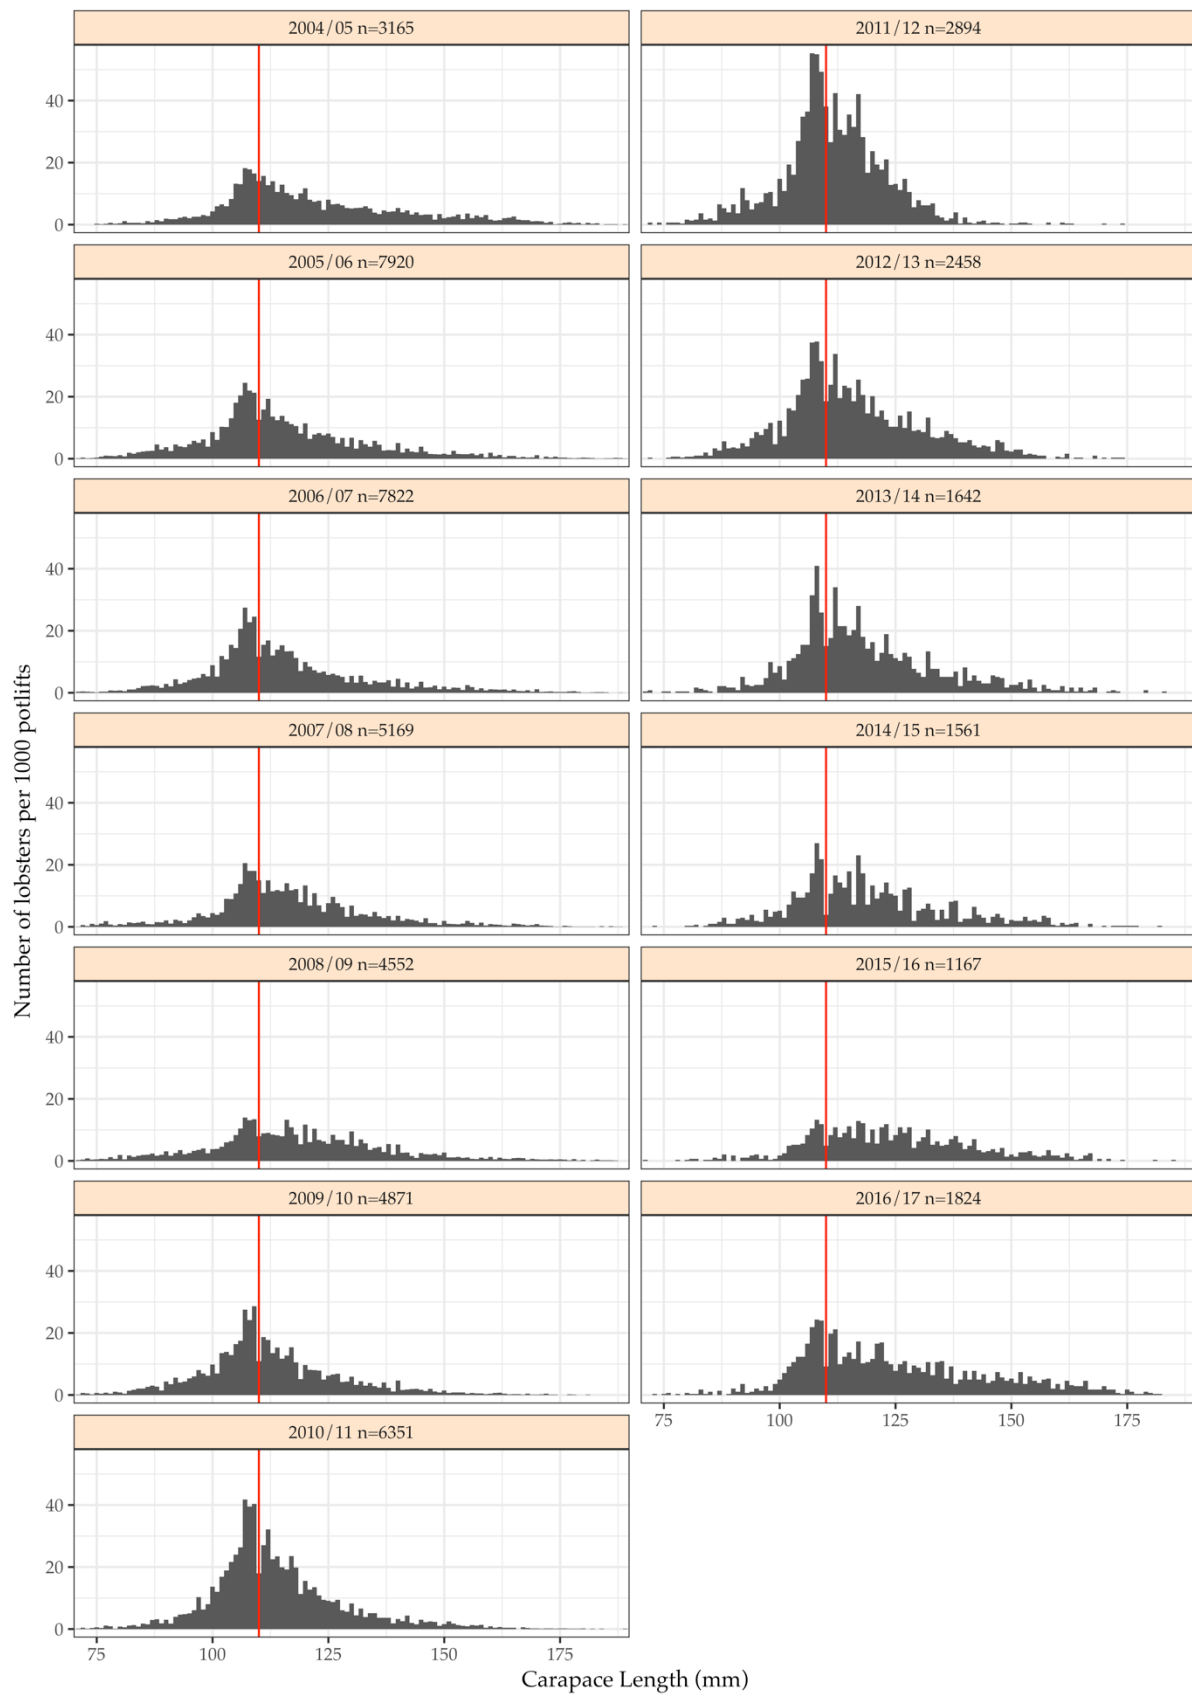 2004/05 n=3165
2011/12 n=2894
40
20
0
2005/06 n=7920
2012/13 n=2458
40
20
0
2006/07 n=7822
2013/14 n=1642
40
20
0
2007/08 n=5169
2014/15 n=1561
40
20
0
2008/09 n=4552
2015/16 n=1167
40
20
0
2009/10 n=4871
2016/17 n=1824
40
20
0
75 100 125 150 175
2010/11 n=6351
40
20
0
75 100 125 150 175
Carapace Length (mm)
Number of lobsters per 1000 potlifts